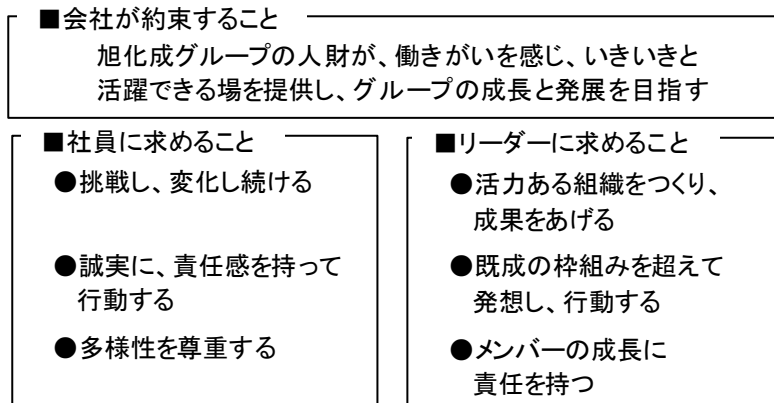 ■会社が約束すること
旭化成グループの人財が、働きがいを感じ、いきいきと
活躍できる場を提供し、グループの成長と発展を目指す
■社員に求めること
●挑戦し、変化し続ける
●誠実に、責任感を持って
行動する
●多様性を尊重する
■リーダーに求めること
●活力ある組織をつくり、
成果をあげる
●既成の枠組みを超えて
発想し、行動する
●メンバーの成長に
責任を持つ